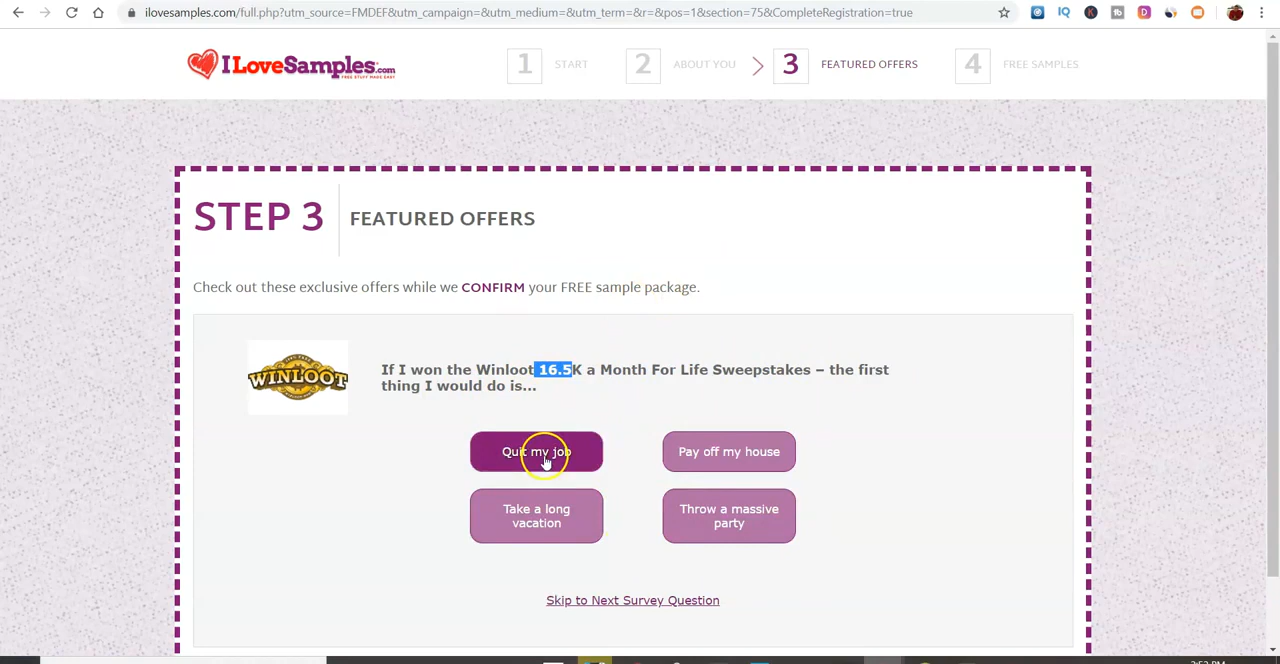 ilovesamples.com/full.php?utm_source=FMDEF&utm_campaign=&utm_medium=&utm_term=&r=&pos=1&section=75&CompleteRegistration=true
ILoveSamples.com
FREE STUFF MADE EASY
1 START 2 ABOUT YOU 3 FEATURED OFFERS 4 FREE SAMPLES
STEP 3 FEATURED OFFERS
Check out these exclusive offers while we CONFIRM your FREE sample package.
WINLOOT
If I won the Winloot 16.5K a Month For Life Sweepstakes – the first
thing I would do is...
Quit my job Pay off my house
Take a long
vacation
Throw a massive
party
Skip to Next Survey Question